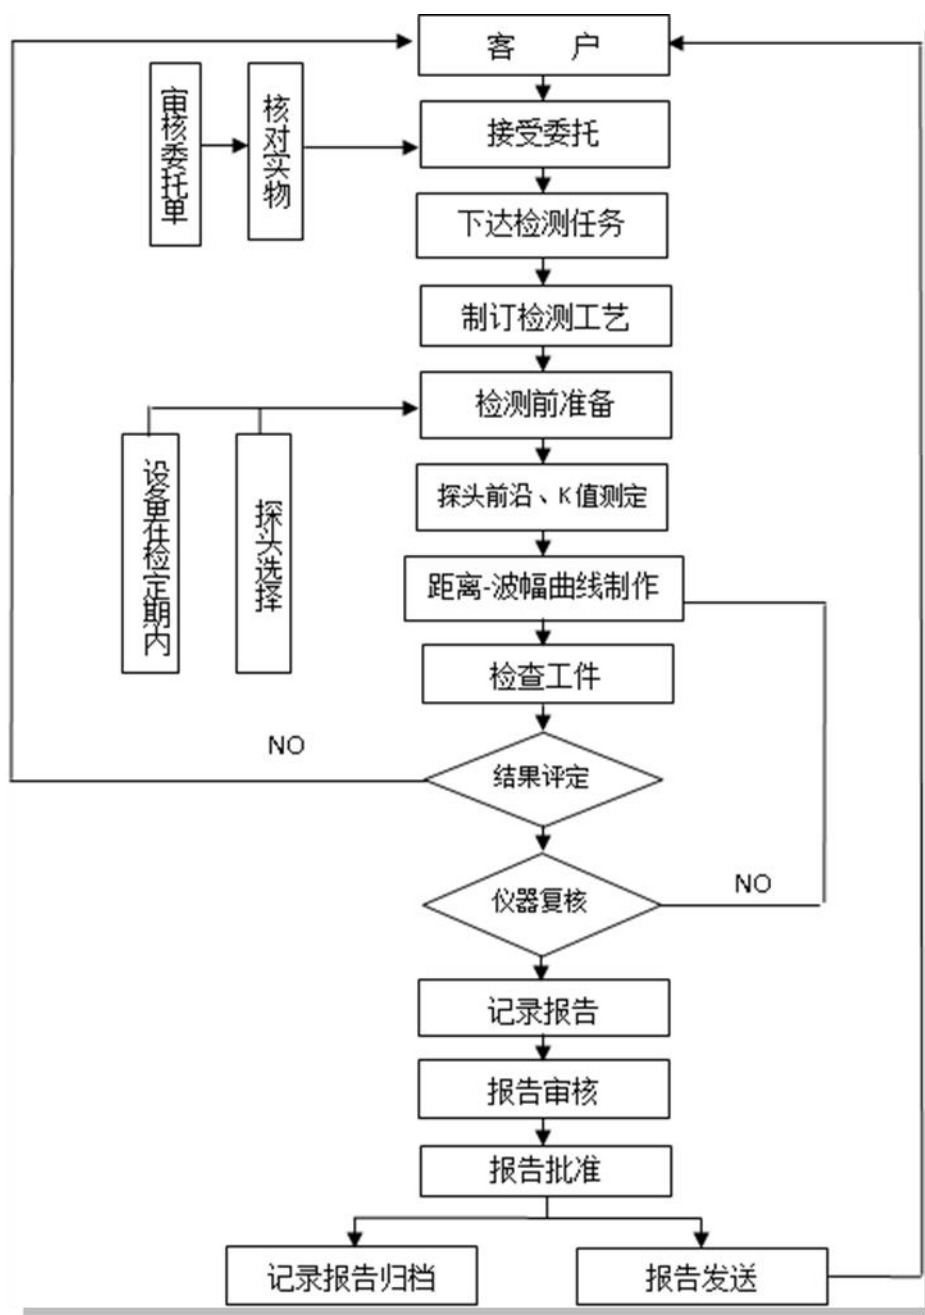 客 户
审核委托单
核对实物
接受委托
下达检测任务
制订检测工艺
检测前准备
设备是否在检定期内
探头选择
探头前沿、K值测定
距离-波幅曲线制作
检查工件
NO
结果评定
仪器复核
NO
记录报告
报告审核
报告批准
记录报告归档
报告发送